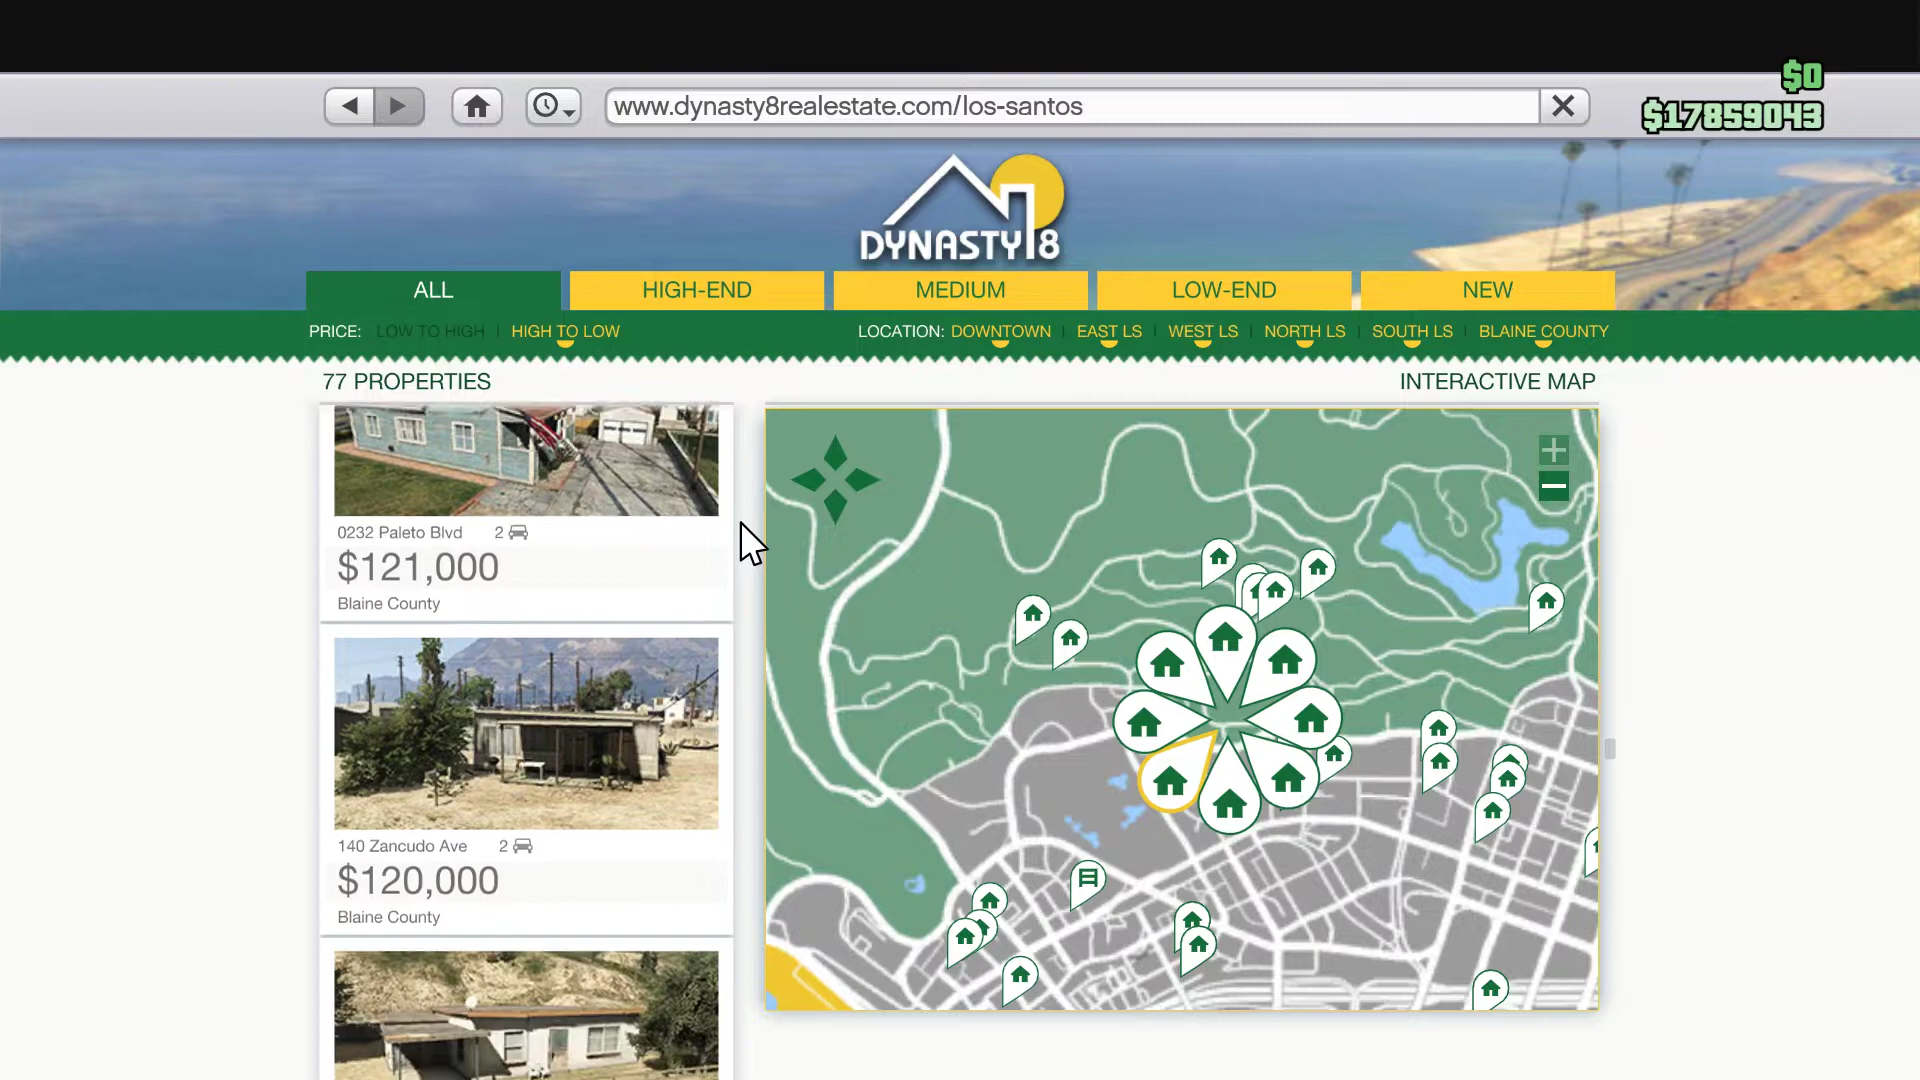 $0
www.dynasty8realestate.com/los-santos
$17859043
DYNASTY 8
ALL
HIGH-END
MEDIUM
LOW-END
NEW
PRICE: LOW TO HIGH | HIGH TO LOW
LOCATION: DOWNTOWN | EAST LS | WEST LS | NORTH LS | SOUTH LS | BLAINE COUNTY
77 PROPERTIES
INTERACTIVE MAP
0232 Paleto Blvd 2
$121,000
Blaine County
140 Zancudo Ave 2
$120,000
Blaine County